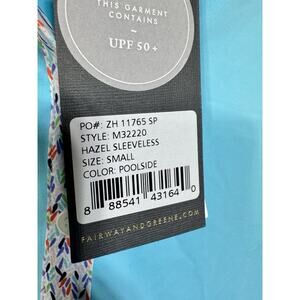 THIS GARMENT
CONTAINS
UPF 50+
PO#: ZH 11765 SP
STYLE: M32220
HAZEL SLEEVELESS
SIZE: SMALL
COLOR: POOLSIDE
8 88541 43164 0
FAIRWAYANDGREENE.COM